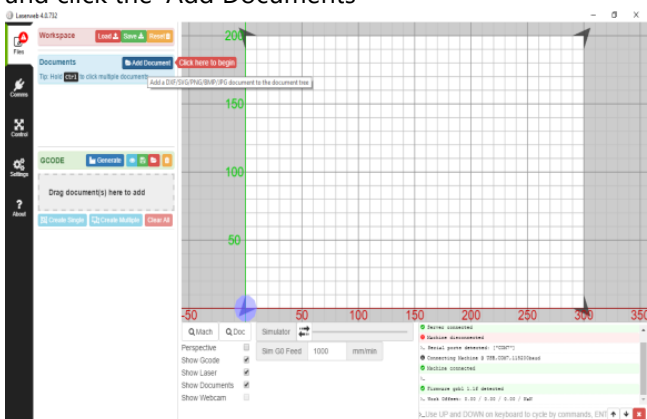 and click the 'Add Documents'
Laserweb 4.0.732
Files
Comms
Control
Settings
About
Workspace Load Save Reset
Documents Add Document Click here to begin
Tip: Hold Ctrl to click multiple documents
Add a DXF/SVG/PNG/BMP/JPG document to the document tree
GCODE Generate
Drag document(s) here to add
Create Single Create Multiple Clear All
200
150
100
50
-50 50 100 150 200 250 300 350
Mach Doc Simulator
Perspective
Show Gcode
Show Laser
Show Documents
Show Webcam
Sim G0 Feed 1000 mm/min
Server connected
Machine disconnected
Serial ports detected: ["COM7"]
Connecting Machine @ USB,COM7,115200baud
Machine connected
Firmware grbl 1.1f detected
Work Offset: 0.00 / 0.00 / 0.00 / NaN
Use UP and DOWN on keyboard to cycle by commands, ENT